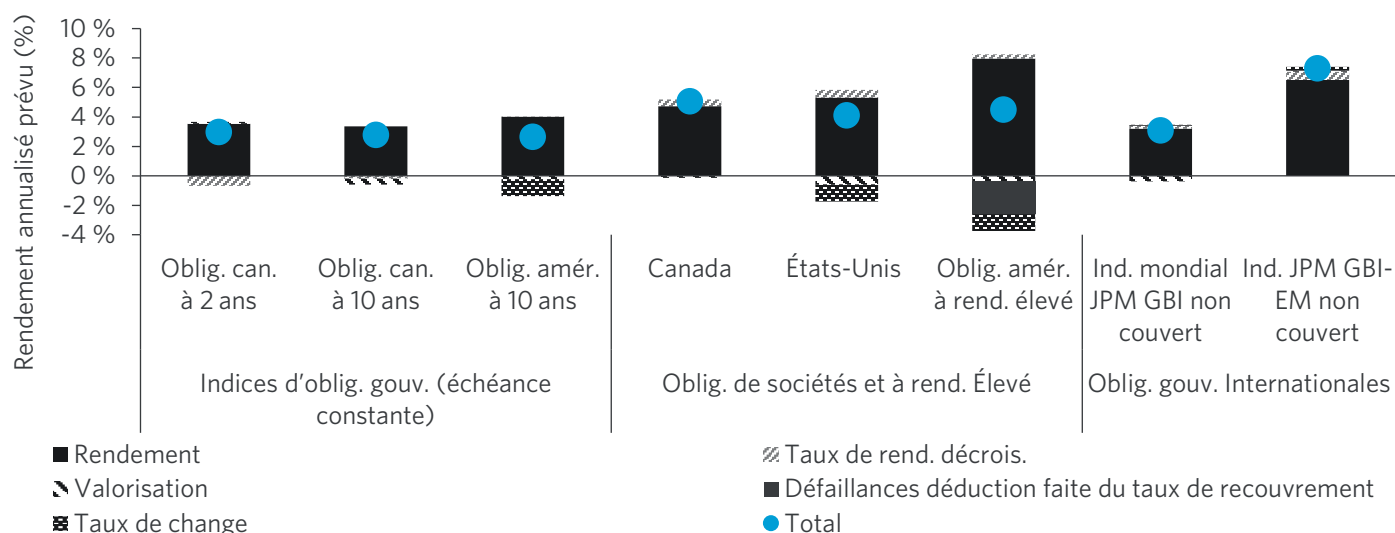 Rendement annualisé prévu (%)
10 %
8 %
6 %
4 %
2 %
0 %
-2 %
-4 %
Oblig. can.
à 2 ans
Oblig. can.
à 10 ans
Oblig. amér.
à 10 ans
Canada
États-Unis
Oblig. amér.
à rend. élevé
Ind. mondial
JPM GBI non
couvert
Ind. JPM GBI-
EM non
couvert
Indices d'oblig. gouv. (échéance
constante)
Oblig. de sociétés et à rend. Élevé
Oblig. gouv. Internationales
Rendement
Taux de rend. décrois.
Valorisation
Défaillances déduction faite du taux de recouvrement
Taux de change
Total